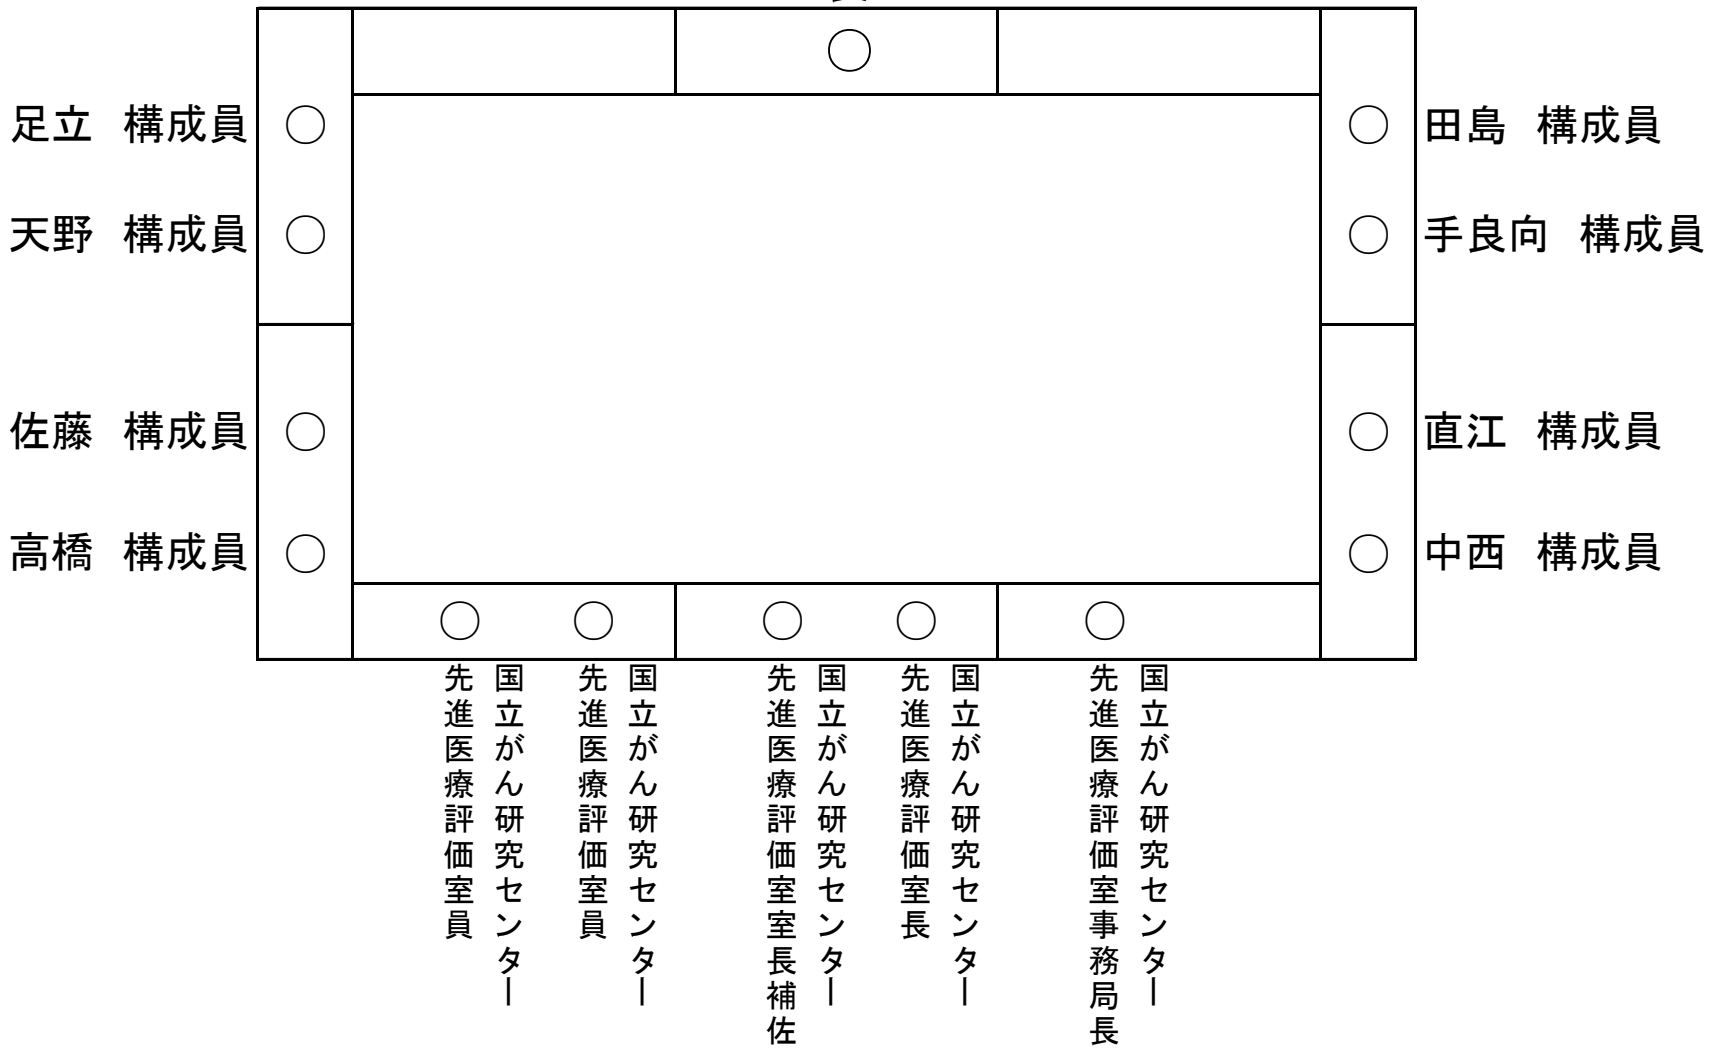 足立　構成員
天野　構成員
佐藤　構成員
高橋　構成員
田島　構成員
手良向　構成員
直江　構成員
中西　構成員
国立がん研究センター
先進医療評価室員
国立がん研究センター
先進医療評価室員
国立がん研究センター
先進医療評価室室長補佐
国立がん研究センター
先進医療評価室長
国立がん研究センター
先進医療評価室事務局長